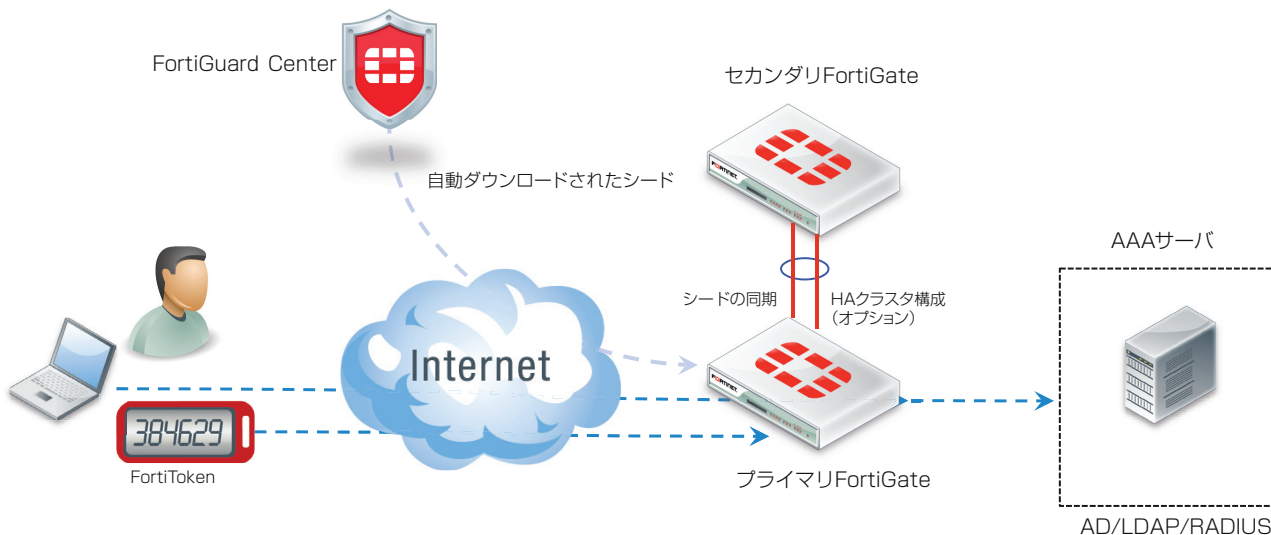 FortiGuard Center
セカンダリFortiGate
FORTINET
自動ダウンロードされたシード
AAAサーバ
シードの同期
HAクラスタ構成
（オプション）
Internet
FORTINET
384629
FortiToken
プライマリFortiGate
AD/LDAP/RADIUS